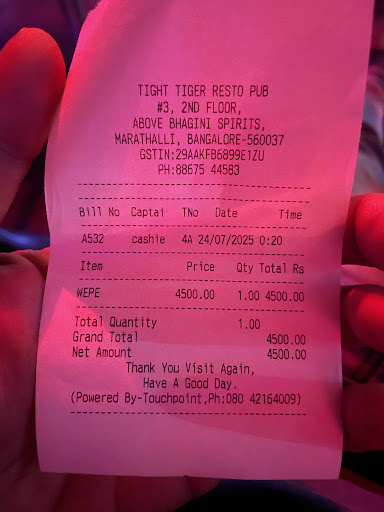 TIGHT TIGER RESTO PUB
#3, 2ND FLOOR,
ABOVE BHAGINI SPIRITS,
MARATHALLI, BANGALORE-560037
GSTIN:29AAKFB6899E1ZU
PH:88675 44583
Bill No Captai TNo Date Time
A532 cashie 4A 24/07/2025 0:20
Item Price Qty Total Rs
WEPE 4500.00 1.00 4500.00
Total Quantity 1.00
Grand Total 4500.00
Net Amount 4500.00
Thank You Visit Again,
Have A Good Day.
(Powered By-Touchpoint,Ph:080 42164009)